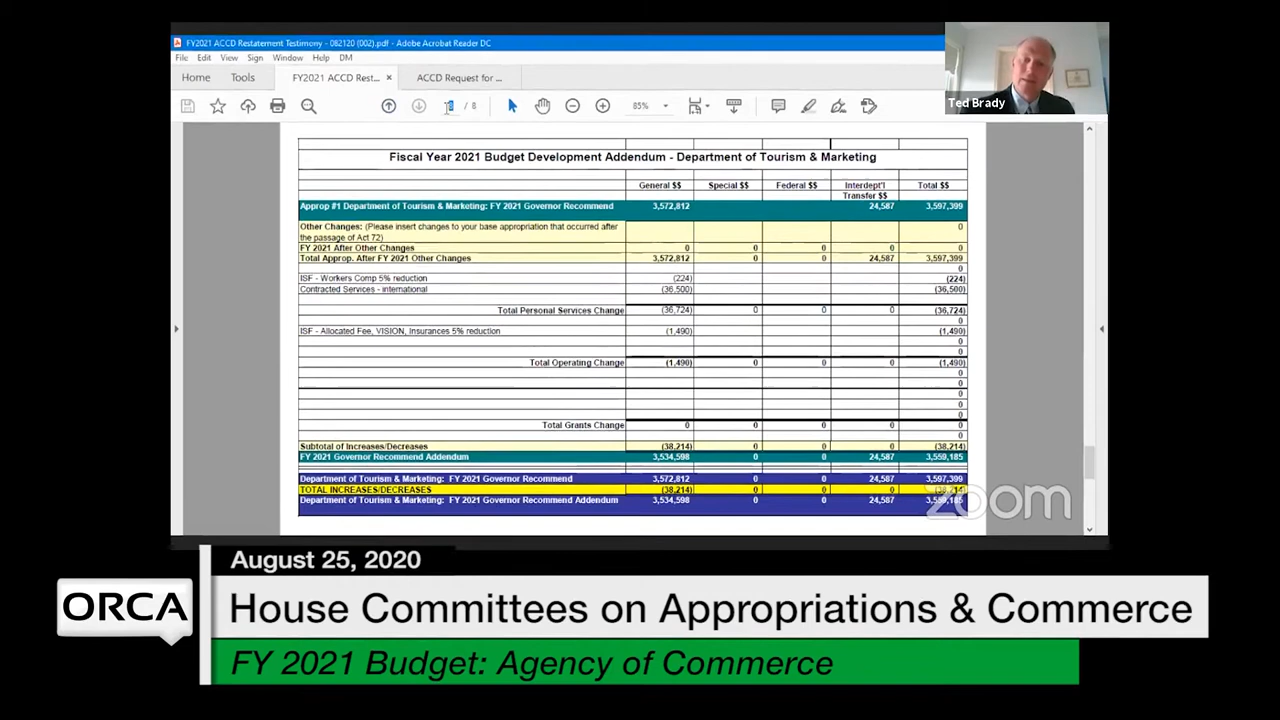 FY2021 ACCD Restatement Testimony - 082120 (002).pdf - Adobe Acrobat Reader DC
File Edit View Sign Window Help DM
Home Tools FY2021 ACCD Rest... × ACCD Request for ...
8 / 8 85%
Ted Brady
Fiscal Year 2021 Budget Development Addendum - Department of Tourism & Marketing
General $$ Special $$ Federal $$ Interdept'l Transfer $$ Total $$
Approp #1 Department of Tourism & Marketing: FY 2021 Governor Recommend 3,572,812 24,587 3,597,399
Other Changes: (Please insert changes to your base appropriation that occurred after 0
the passage of Act 72)
FY 2021 After Other Changes 0 0 0 0 0
Total Approp. After FY 2021 Other Changes 3,572,812 0 0 24,587 3,597,399
0
ISF - Workers Comp 5% reduction (224) (224)
Contracted Services - international (36,500) (36,500)
Total Personal Services Change (36,724) 0 0 0 (36,724)
0
ISF - Allocated Fee, VISION, Insurances 5% reduction (1,490) (1,490)
0
0
Total Operating Change (1,490) 0 0 0 (1,490)
0
0
0
0
0
Total Grants Change 0 0 0 0 0
0
Subtotal of Increases/Decreases (38,214) 0 0 0 (38,214)
FY 2021 Governor Recommend Addendum 3,534,598 0 0 24,587 3,559,185
Department of Tourism & Marketing: FY 2021 Governor Recommend 3,572,812 0 0 24,587 3,597,399
TOTAL INCREASES/DECREASES (38,214) 0 0 0 (38,214)
Department of Tourism & Marketing: FY 2021 Governor Recommend Addendum 3,534,598 0 0 24,587 3,559,185
zoom
August 25, 2020
ORCA
House Committees on Appropriations & Commerce
FY 2021 Budget: Agency of Commerce